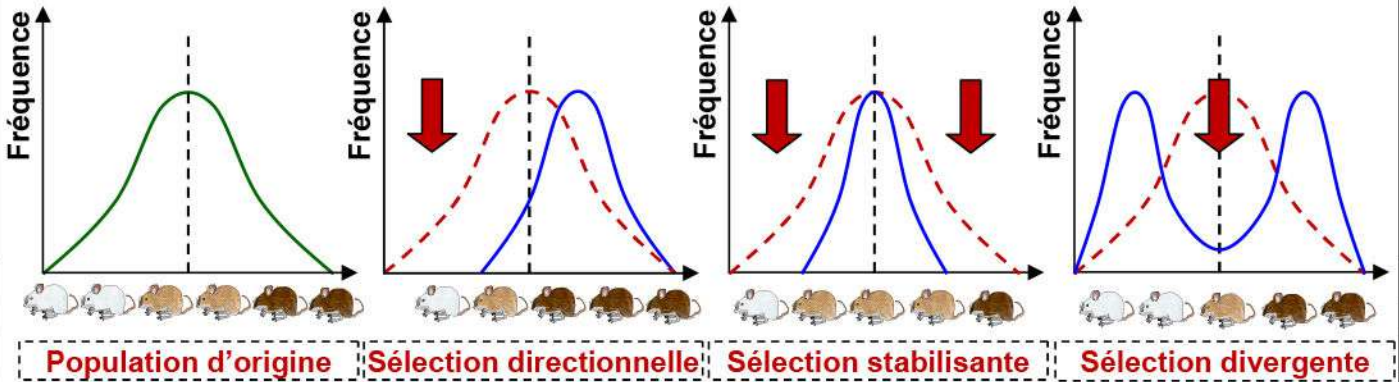 Fréquence
Fréquence
Fréquence
Fréquence
Population d'origine
Sélection directionnelle
Sélection stabilisante
Sélection divergente